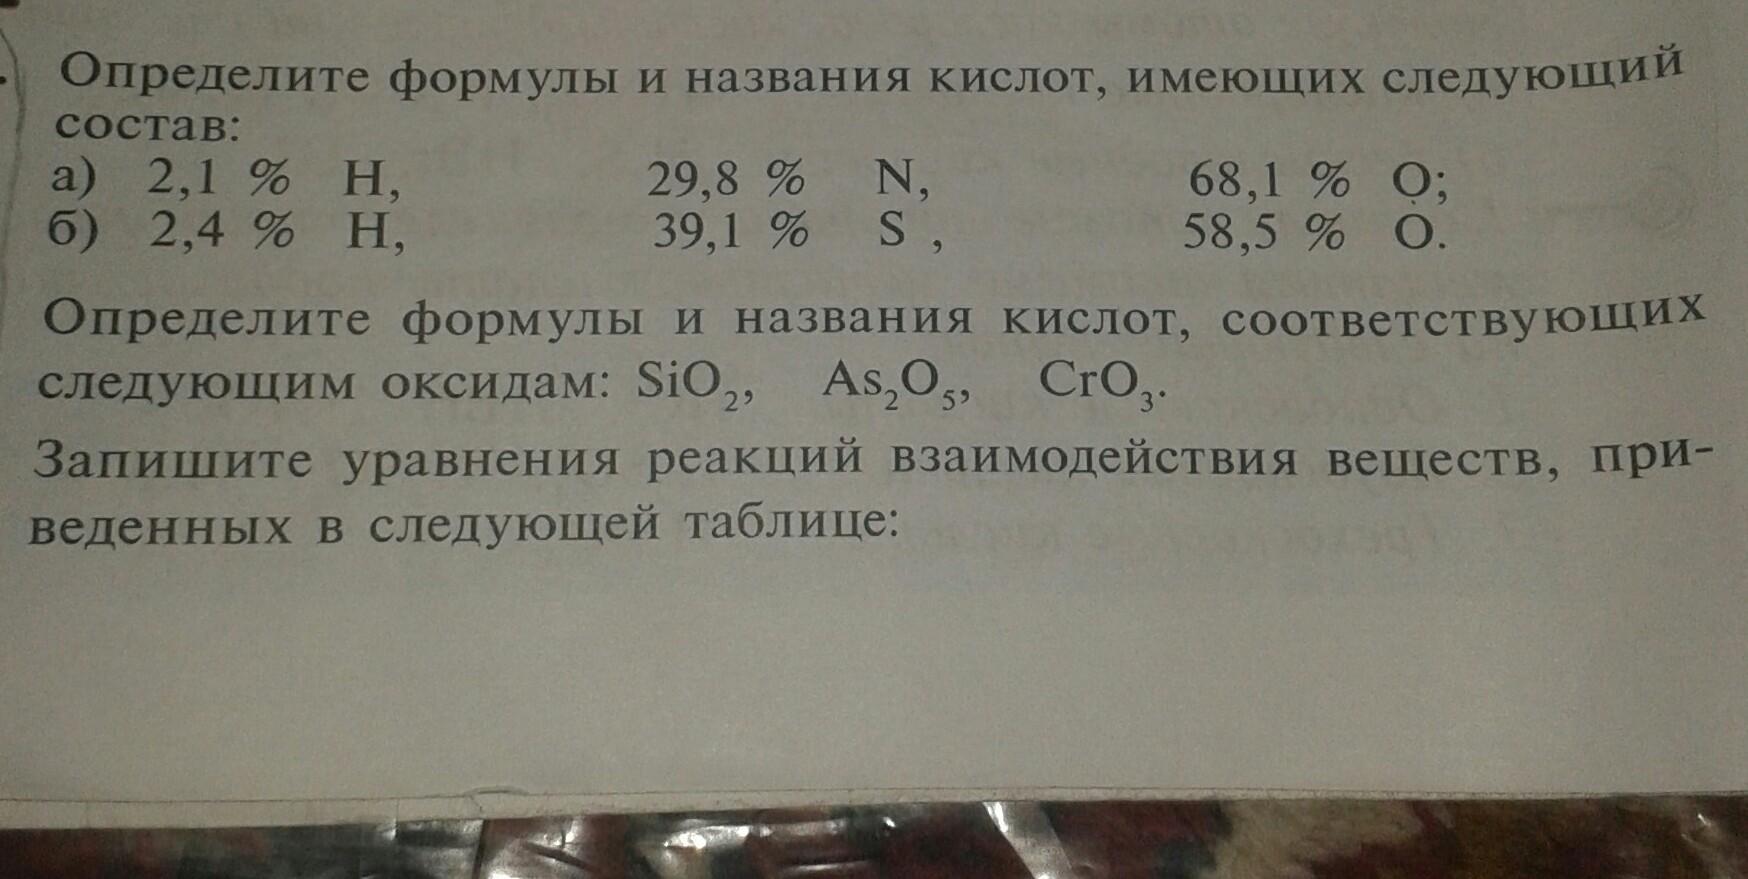 Определите формулы и названия кислот, имеющих следующий
состав:
а) 2,1 % H, 29,8 % N, 68,1 % O;
б) 2,4 % H, 39,1 % S , 58,5 % O.
Определите формулы и названия кислот, соответствующих
следующим оксидам: SiO₂, As₂O₅, CrO₃.
Запишите уравнения реакций взаимодействия веществ, при-
веденных в следующей таблице: